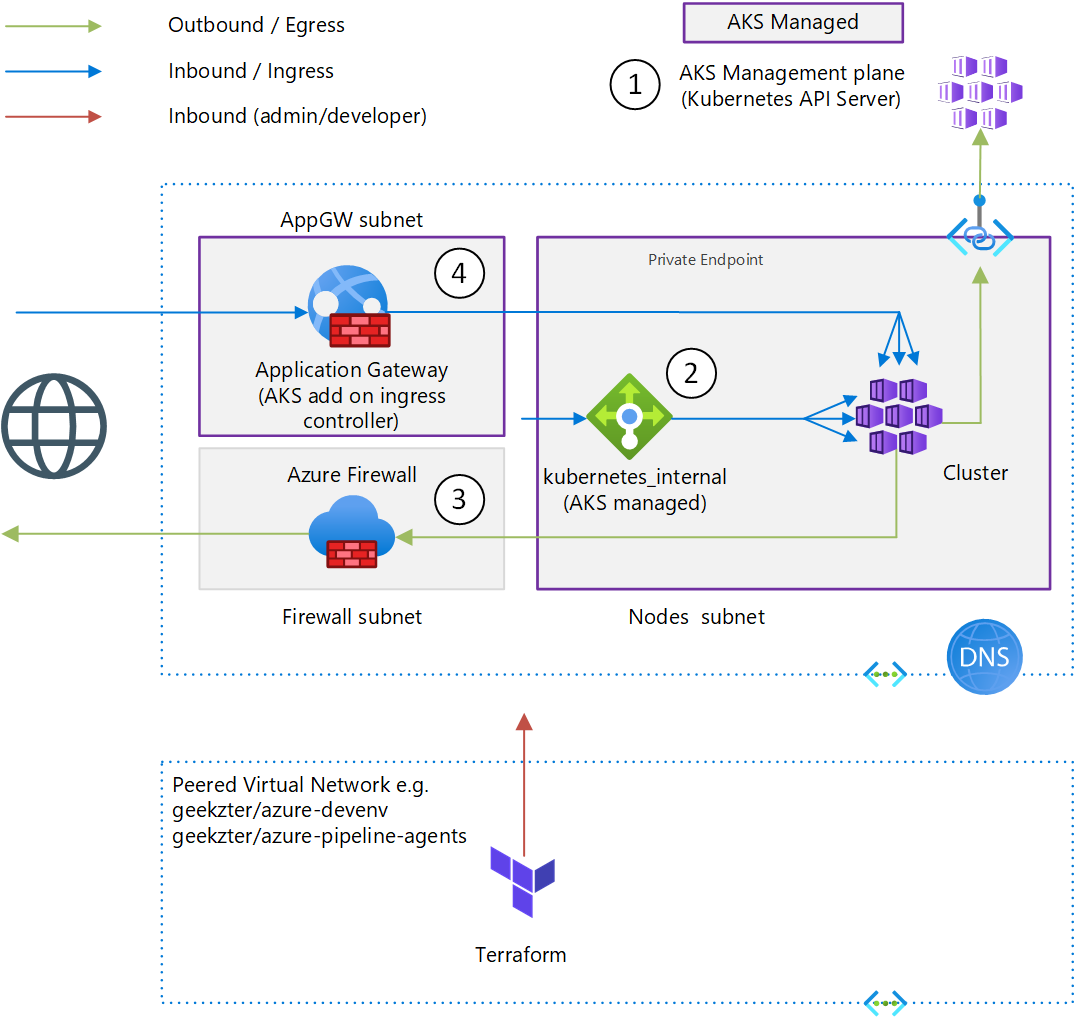 Outbound / Egress
AKS Managed
Inbound / Ingress
1
AKS Management plane
(Kubernetes API Server)
Inbound (admin/developer)
AppGW subnet
4
Private Endpoint
Application Gateway
(AKS add on ingress
controller)
2
kubernetes_internal
(AKS managed)
Cluster
Azure Firewall
3
Firewall subnet
Nodes subnet
DNS
Peered Virtual Network e.g.
geekzter/azure-devenv
geekzter/azure-pipeline-agents
Terraform